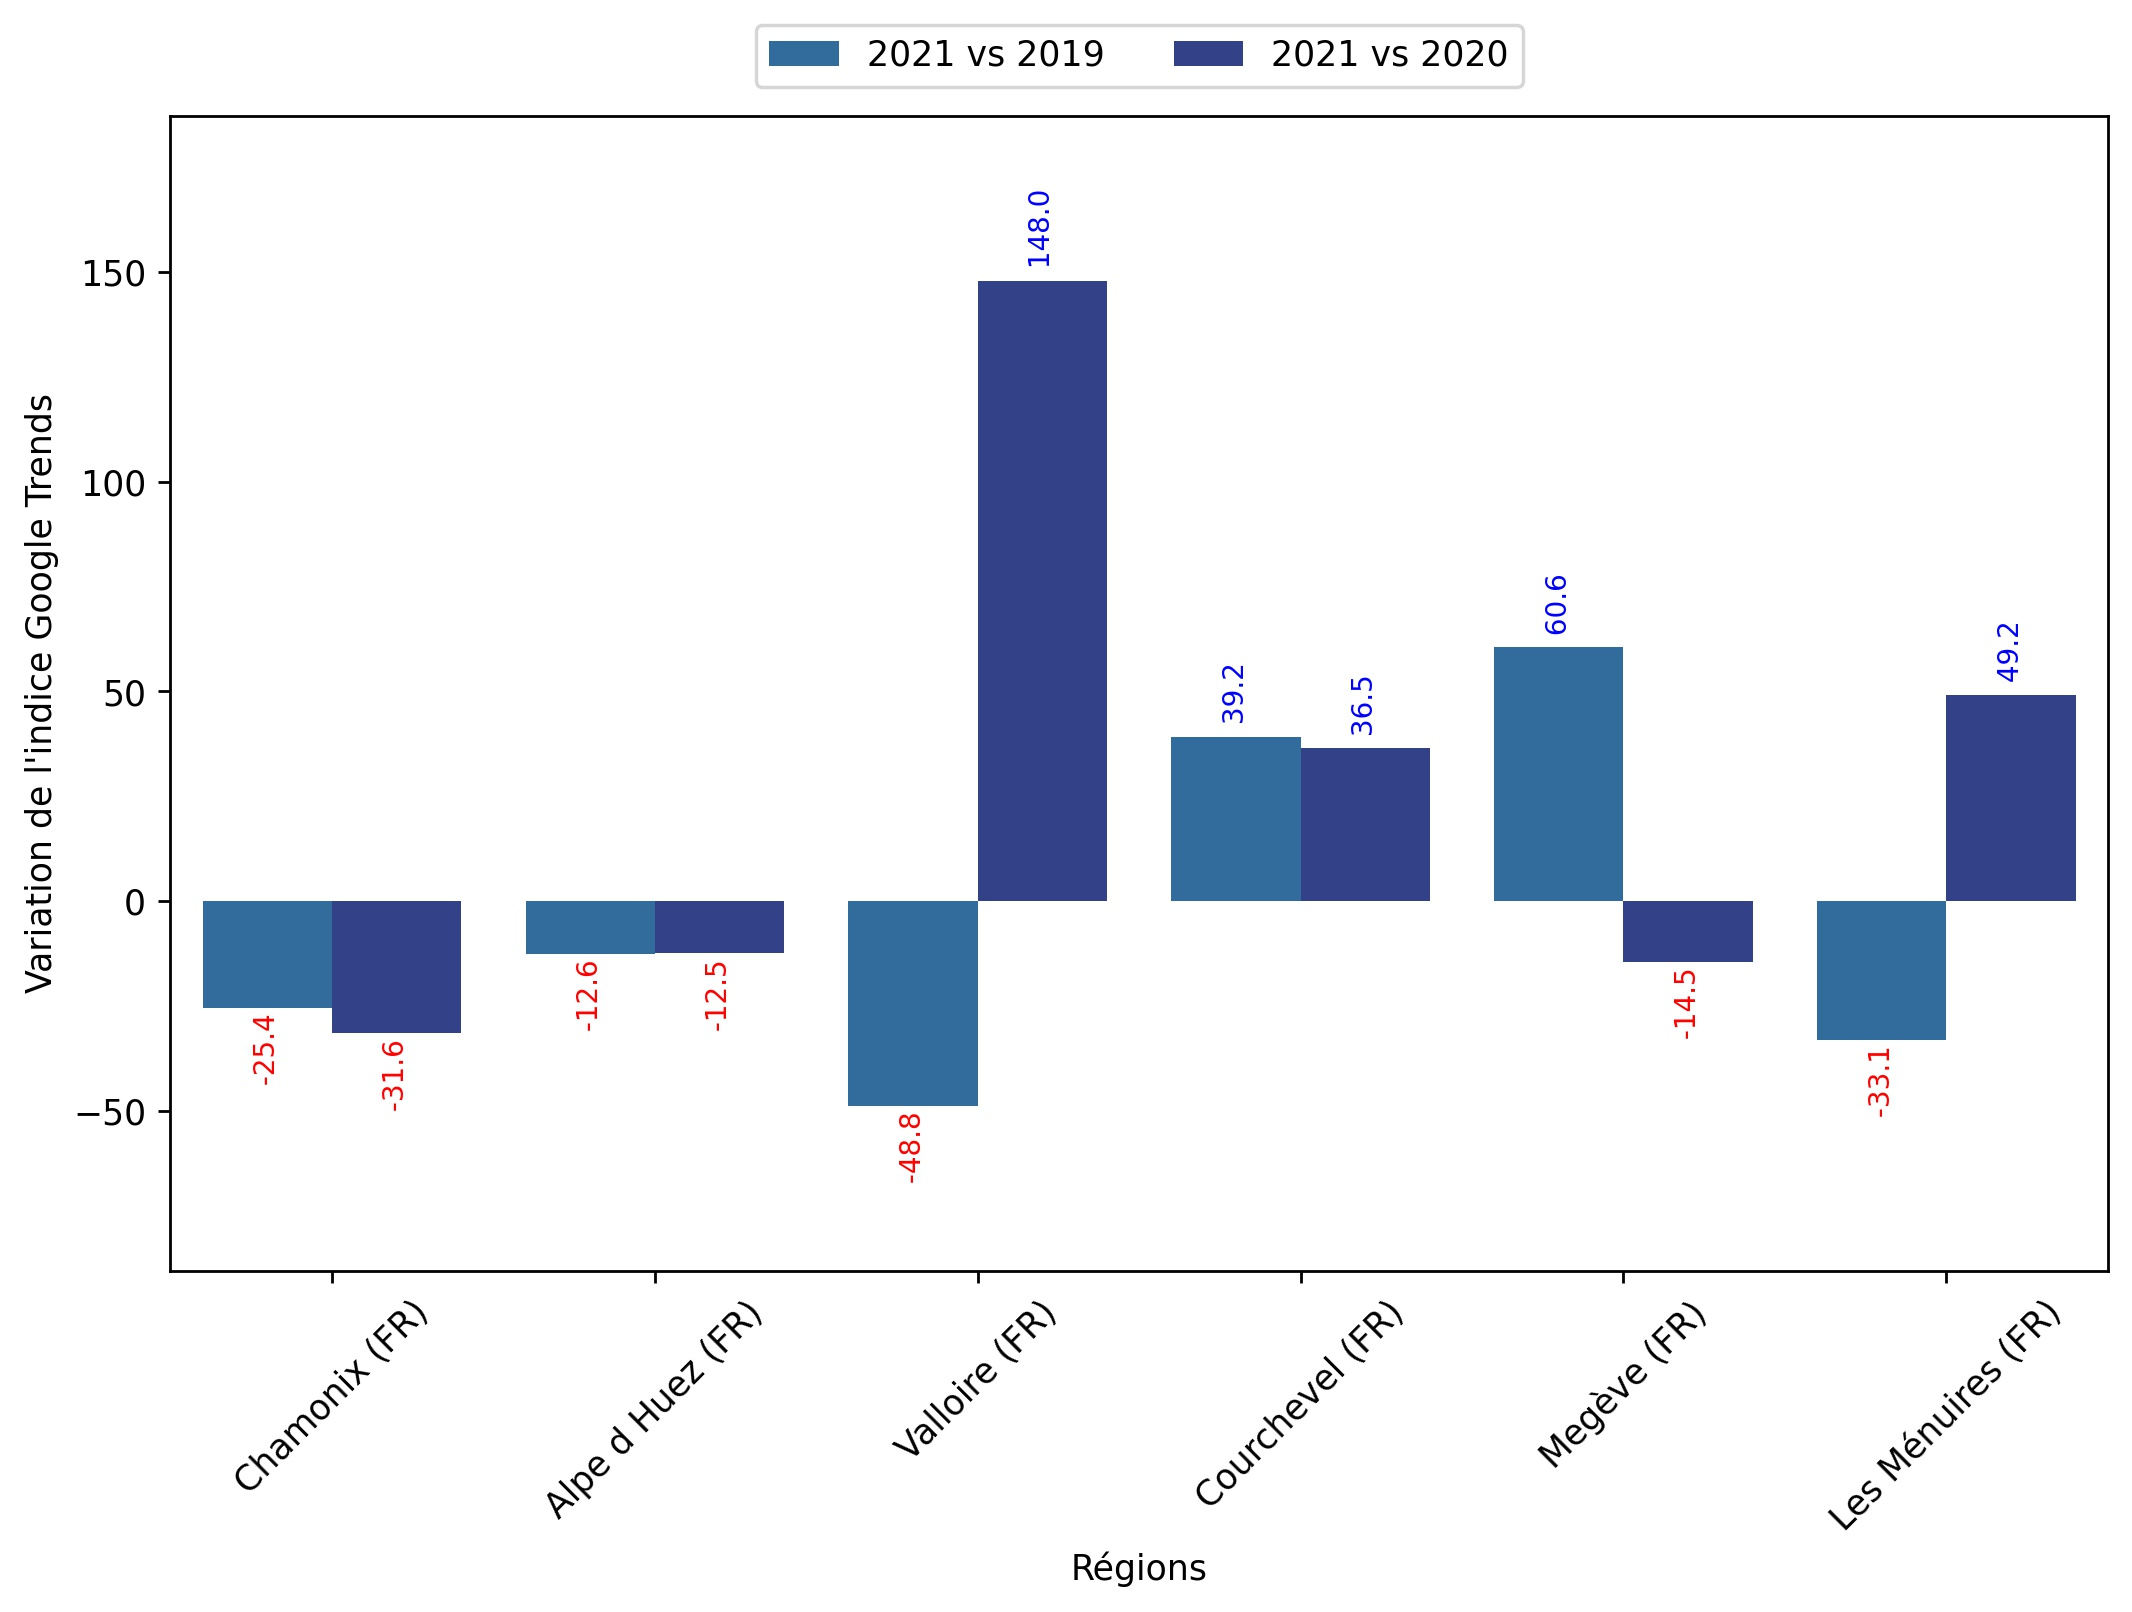 2021 vs 2019
2021 vs 2020
Variation de l'indice Google Trends
150
100
50
0
−50
-25.4
-31.6
-12.6
-12.5
-48.8
148.0
39.2
36.5
60.6
-14.5
-33.1
49.2
Chamonix (FR)
Alpe d Huez (FR)
Valloire (FR)
Courchevel (FR)
Megève (FR)
Les Ménuires (FR)
Régions